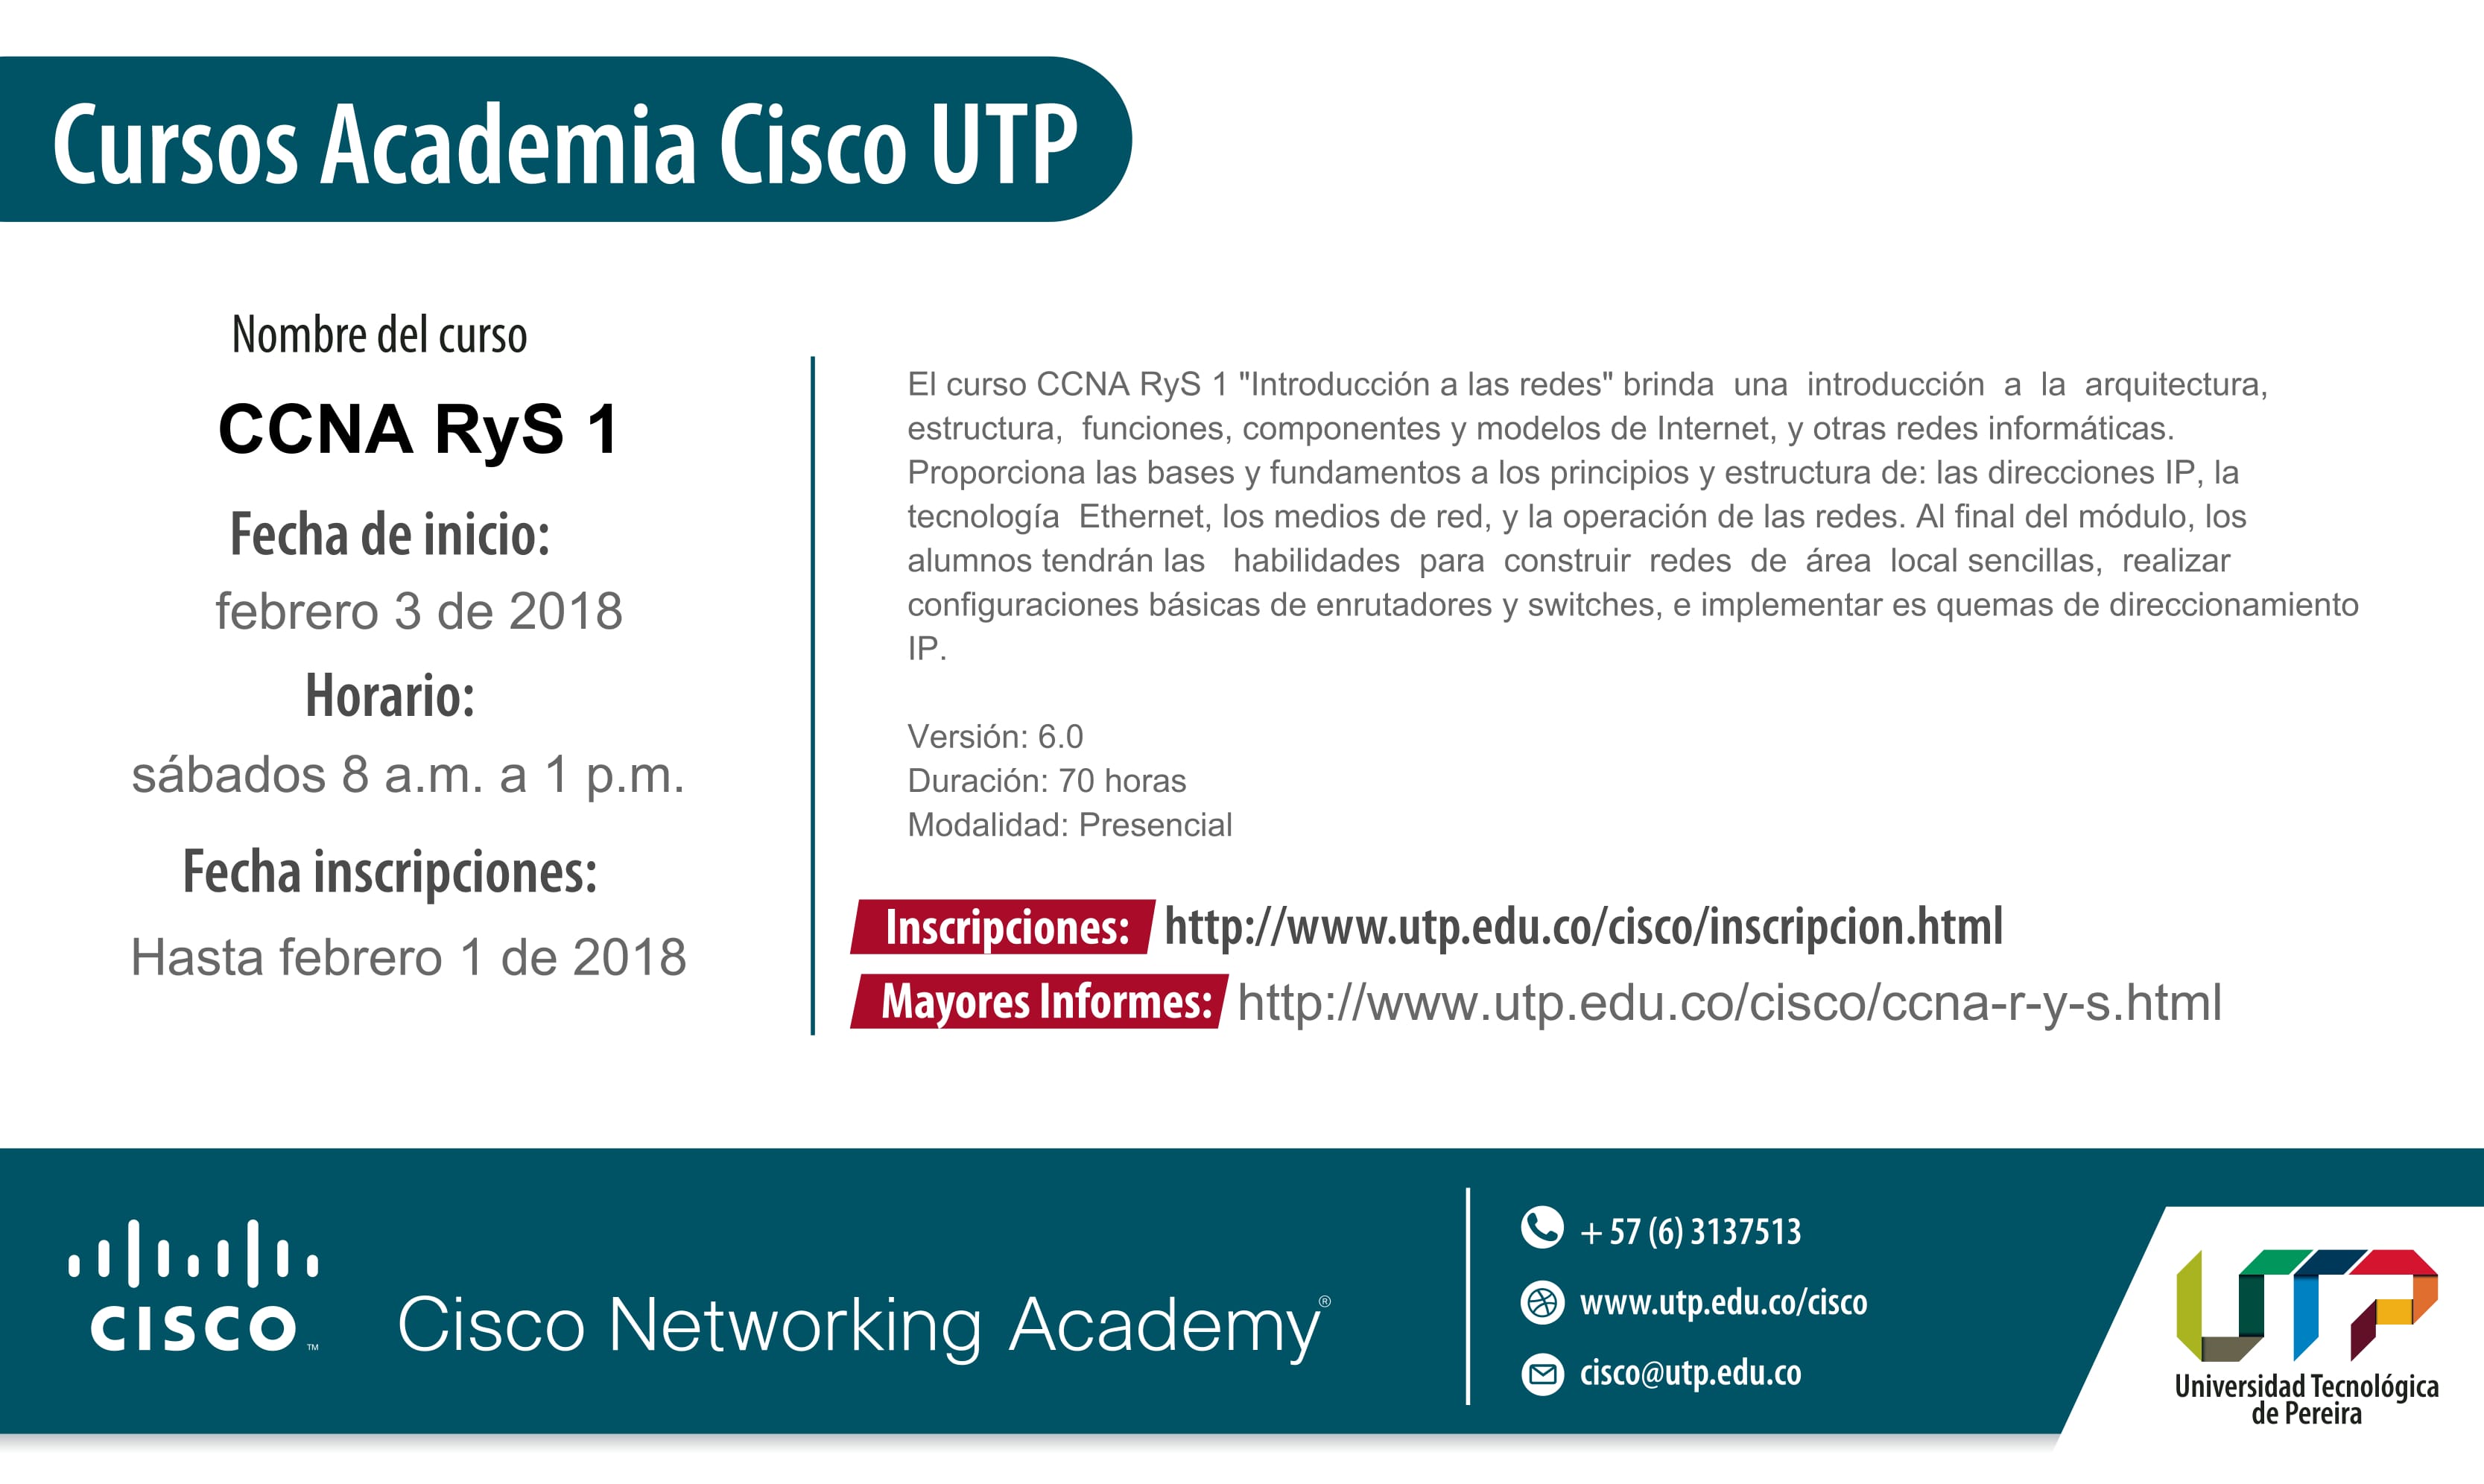 Cursos Academia Cisco UTP
Nombre del curso
CCNA RyS 1
Fecha de inicio:
febrero 3 de 2018
Horario:
sábados 8 a.m. a 1 p.m.
Fecha inscripciones:
Hasta febrero 1 de 2018
El curso CCNA RyS 1 "Introducción a las redes" brinda una introducción a la arquitectura,
estructura, funciones, componentes y modelos de Internet, y otras redes informáticas.
Proporciona las bases y fundamentos a los principios y estructura de: las direcciones IP, la
tecnología Ethernet, los medios de red, y la operación de las redes. Al final del módulo, los
alumnos tendrán las habilidades para construir redes de área local sencillas, realizar
configuraciones básicas de enrutadores y switches, e implementar es quemas de direccionamiento
IP.
Versión: 6.0
Duración: 70 horas
Modalidad: Presencial
Inscripciones: http://www.utp.edu.co/cisco/inscripcion.html
Mayores Informes: http://www.utp.edu.co/cisco/ccna-r-y-s.html
CISCO™
Cisco Networking Academy®
+ 57 (6) 3137513
www.utp.edu.co/cisco
cisco@utp.edu.co
UTP
Universidad Tecnológica
de Pereira